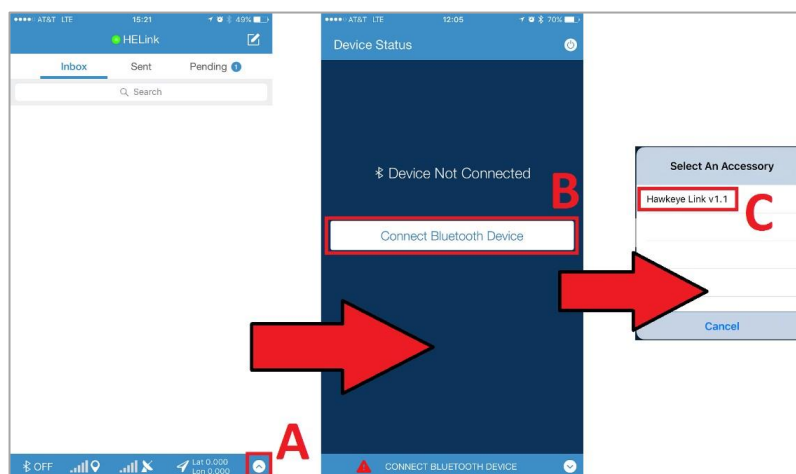 AT&T LTE 15:21 49%
HELink
Inbox Sent Pending 1
Search
OFF Lat 0.000
Lon 0.000
A
AT&T LTE 12:05 70%
Device Status
Device Not Connected
B
Connect Bluetooth Device
CONNECT BLUETOOTH DEVICE
Select An Accessory
Hawkeye Link v1.1
C
Cancel